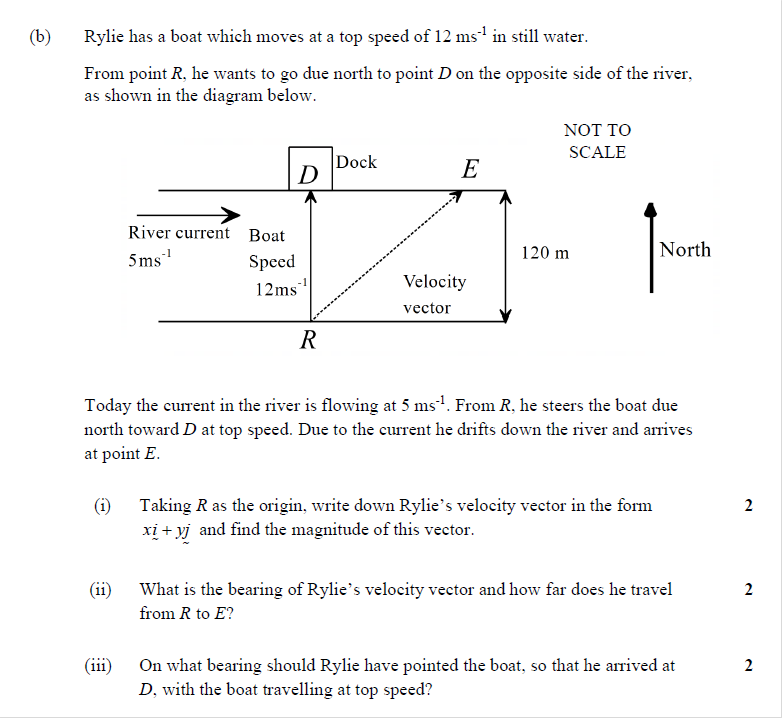 (b) Rylie has a boat which moves at a top speed of 12 ms⁻¹ in still water.
From point R, he wants to go due north to point D on the opposite side of the river,
as shown in the diagram below.
NOT TO
SCALE
D
Dock
E
River current
5ms⁻¹
Boat
Speed
12ms⁻¹
Velocity
vector
120 m
North
R
Today the current in the river is flowing at 5 ms⁻¹. From R, he steers the boat due
north toward D at top speed. Due to the current he drifts down the river and arrives
at point E.
(i) Taking R as the origin, write down Rylie's velocity vector in the form 2
xḭ + yj̰ and find the magnitude of this vector.
(ii) What is the bearing of Rylie's velocity vector and how far does he travel 2
from R to E?
(iii) On what bearing should Rylie have pointed the boat, so that he arrived at 2
D, with the boat travelling at top speed?